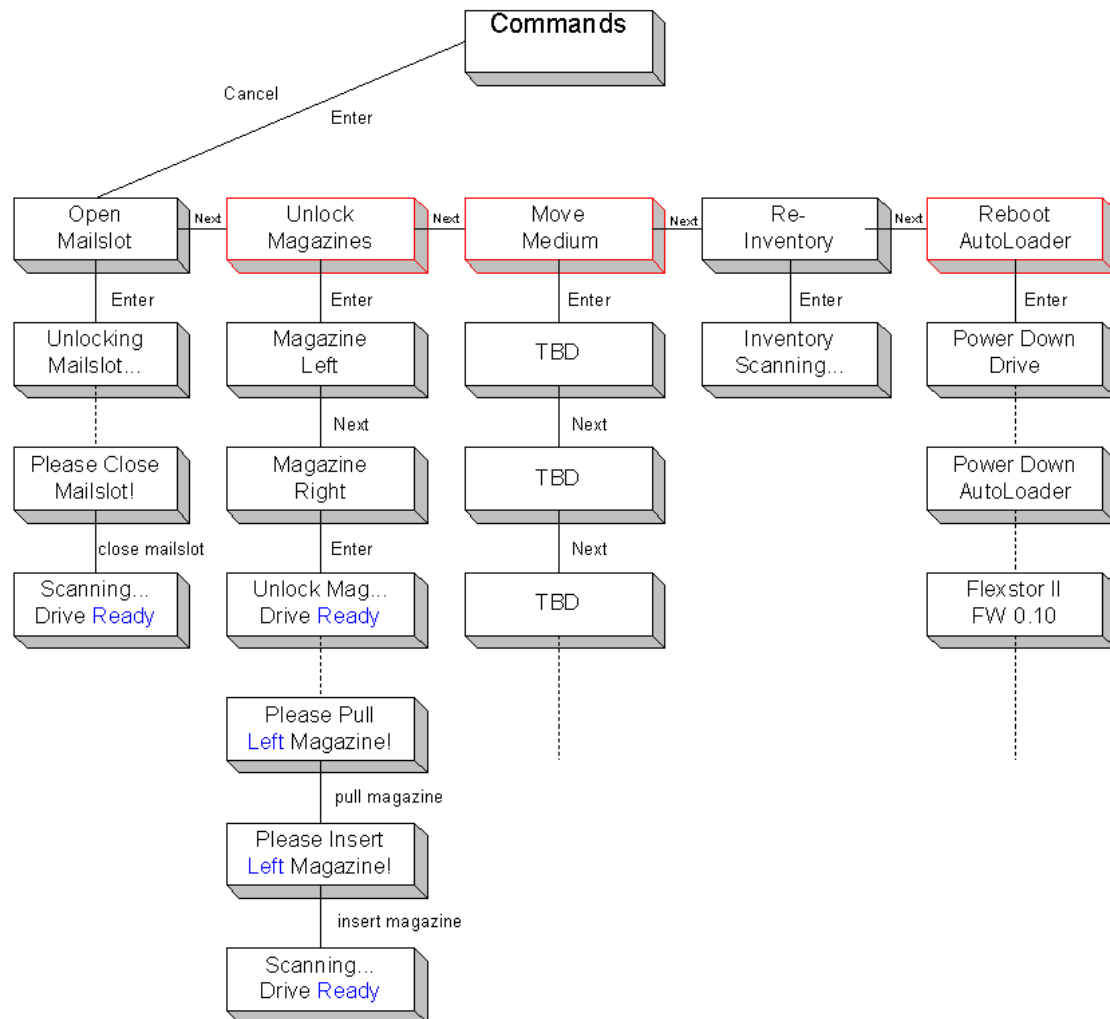 Commands
Cancel
Enter
Open
Mailslot
Next
Unlock
Magazines
Next
Move
Medium
Next
Re-
Inventory
Next
Reboot
AutoLoader
Enter
Enter
Enter
Enter
Enter
Unlocking
Mailslot...
Magazine
Left
TBD
Inventory
Scanning...
Power Down
Drive
Next
Next
Please Close
Mailslot!
Magazine
Right
TBD
Power Down
AutoLoader
close mailslot
Enter
Next
Scanning...
Drive Ready
Unlock Mag...
Drive Ready
TBD
Flexstor II
FW 0.10
Please Pull
Left Magazine!
pull magazine
Please Insert
Left Magazine!
insert magazine
Scanning...
Drive Ready